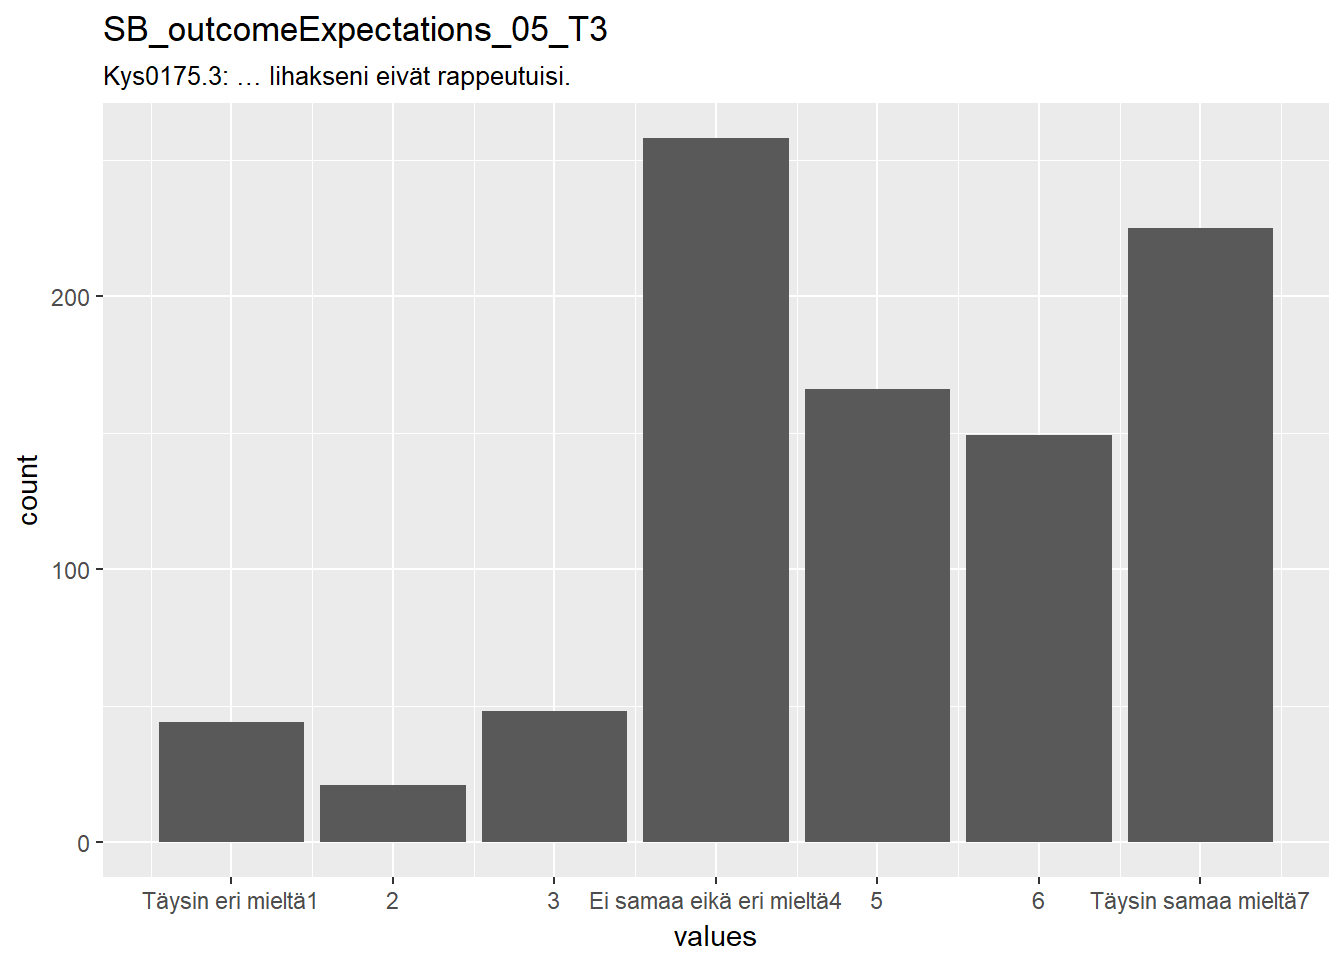 SB_outcomeExpectations_05_T3
Kys0175.3: … lihakseni eivät rappeutuisi.
count
200
100
0
Täysin eri mieltä1 2 3 Ei samaa eikä eri mieltä4 5 6 Täysin samaa mieltä7
values